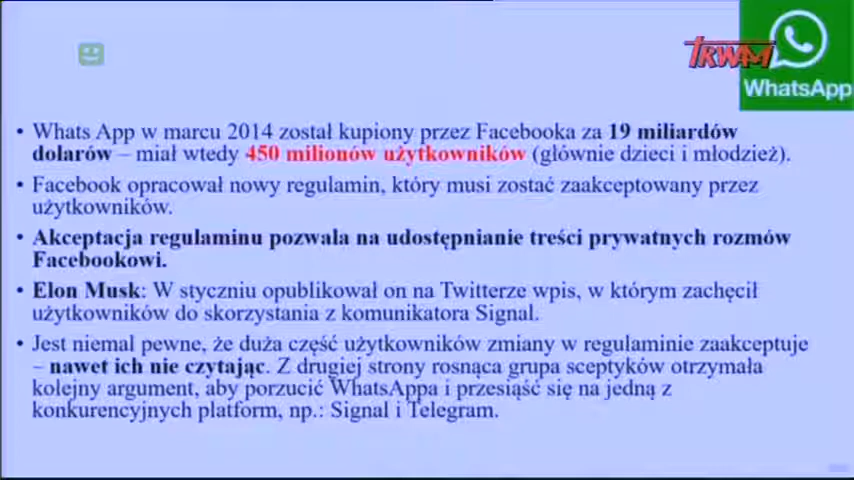 TRWAM
WhatsApp
• Whats App w marcu 2014 został kupiony przez Facebooka za 19 miliardów
dolarów – miał wtedy 450 milionów użytkowników (głównie dzieci i młodzież).
• Facebook opracował nowy regulamin, który musi zostać zaakceptowany przez
użytkowników.
• Akceptacja regulaminu pozwala na udostępnianie treści prywatnych rozmów
Facebookowi.
• Elon Musk: W styczniu opublikował on na Twitterze wpis, w którym zachęcił
użytkowników do skorzystania z komunikatora Signal.
• Jest niemal pewne, że duża część użytkowników zmiany w regulaminie zaakceptuje
– nawet ich nie czytając. Z drugiej strony rosnąca grupa sceptyków otrzymała
kolejny argument, aby porzucić WhatsAppa i przesiąść się na jedną z
konkurencyjnych platform, np.: Signal i Telegram.